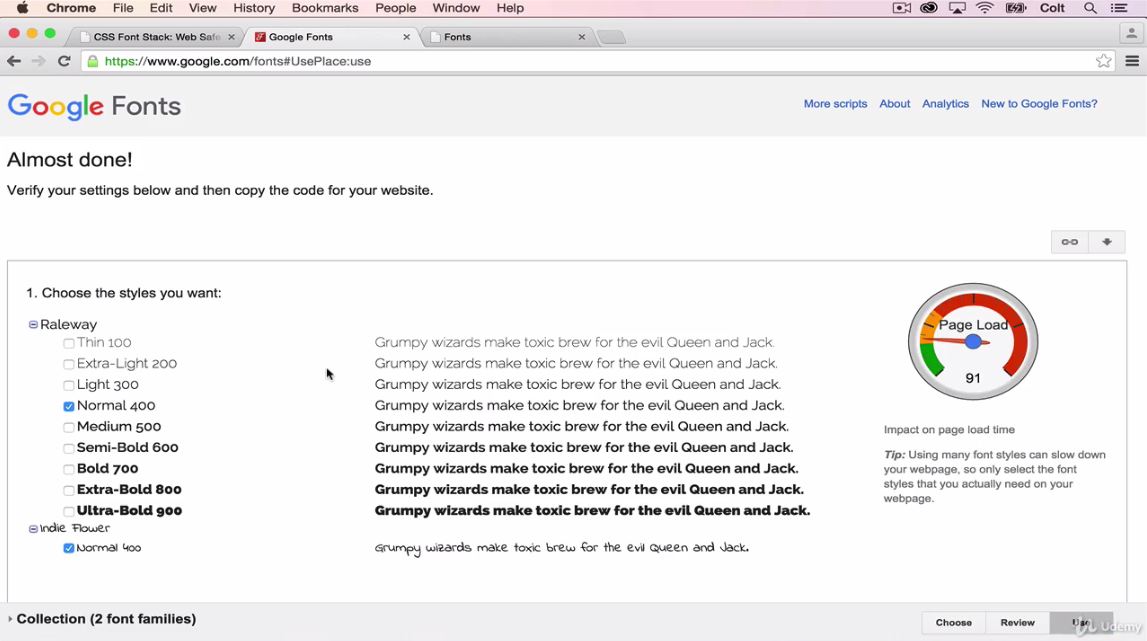 Chrome File Edit View History Bookmarks People Window Help Colt
CSS Font Stack: Web Safe Google Fonts Fonts
https://www.google.com/fonts#UsePlace:use
Google Fonts
More scripts About Analytics New to Google Fonts?
Almost done!
Verify your settings below and then copy the code for your website.
1. Choose the styles you want:
Raleway
Thin 100 Grumpy wizards make toxic brew for the evil Queen and Jack.
Extra-Light 200 Grumpy wizards make toxic brew for the evil Queen and Jack.
Light 300 Grumpy wizards make toxic brew for the evil Queen and Jack.
Normal 400 Grumpy wizards make toxic brew for the evil Queen and Jack.
Medium 500 Grumpy wizards make toxic brew for the evil Queen and Jack.
Semi-Bold 600 Grumpy wizards make toxic brew for the evil Queen and Jack.
Bold 700 Grumpy wizards make toxic brew for the evil Queen and Jack.
Extra-Bold 800 Grumpy wizards make toxic brew for the evil Queen and Jack.
Ultra-Bold 900 Grumpy wizards make toxic brew for the evil Queen and Jack.
Indie Flower
Normal 400 Grumpy wizards make toxic brew for the evil Queen and Jack.
Page Load
91
Impact on page load time
Tip: Using many font styles can slow down
your webpage, so only select the font
styles that you actually need on your
webpage.
Collection (2 font families)
Choose Review Use
Udemy